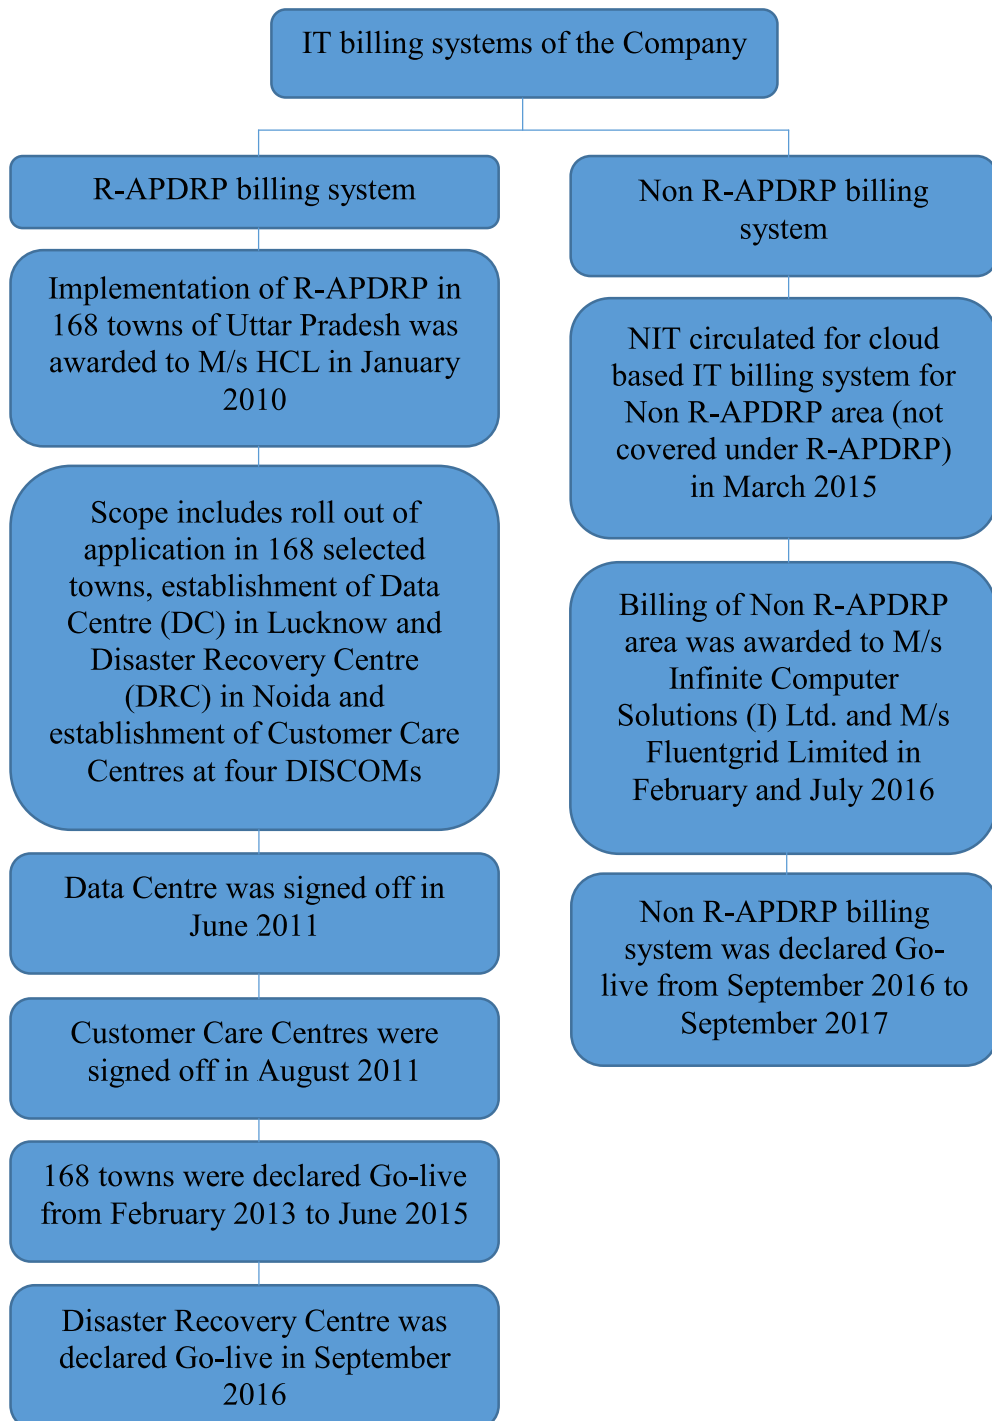 IT billing systems of the Company
R-APDRP billing system
Implementation of R-APDRP in
168 towns of Uttar Pradesh was
awarded to M/s HCL in January
2010
Scope includes roll out of
application in 168 selected
towns, establishment of Data
Centre (DC) in Lucknow and
Disaster Recovery Centre
(DRC) in Noida and
establishment of Customer Care
Centres at four DISCOMs
Data Centre was signed off in
June 2011
Customer Care Centres were
signed off in August 2011
168 towns were declared Go-live
from February 2013 to June 2015
Disaster Recovery Centre was
declared Go-live in September
2016
Non R-APDRP billing
system
NIT circulated for cloud
based IT billing system for
Non R-APDRP area (not
covered under R-APDRP)
in March 2015
Billing of Non R-APDRP
area was awarded to M/s
Infinite Computer
Solutions (I) Ltd. and M/s
Fluentgrid Limited in
February and July 2016
Non R-APDRP billing
system was declared Go-
live from September 2016 to
September 2017